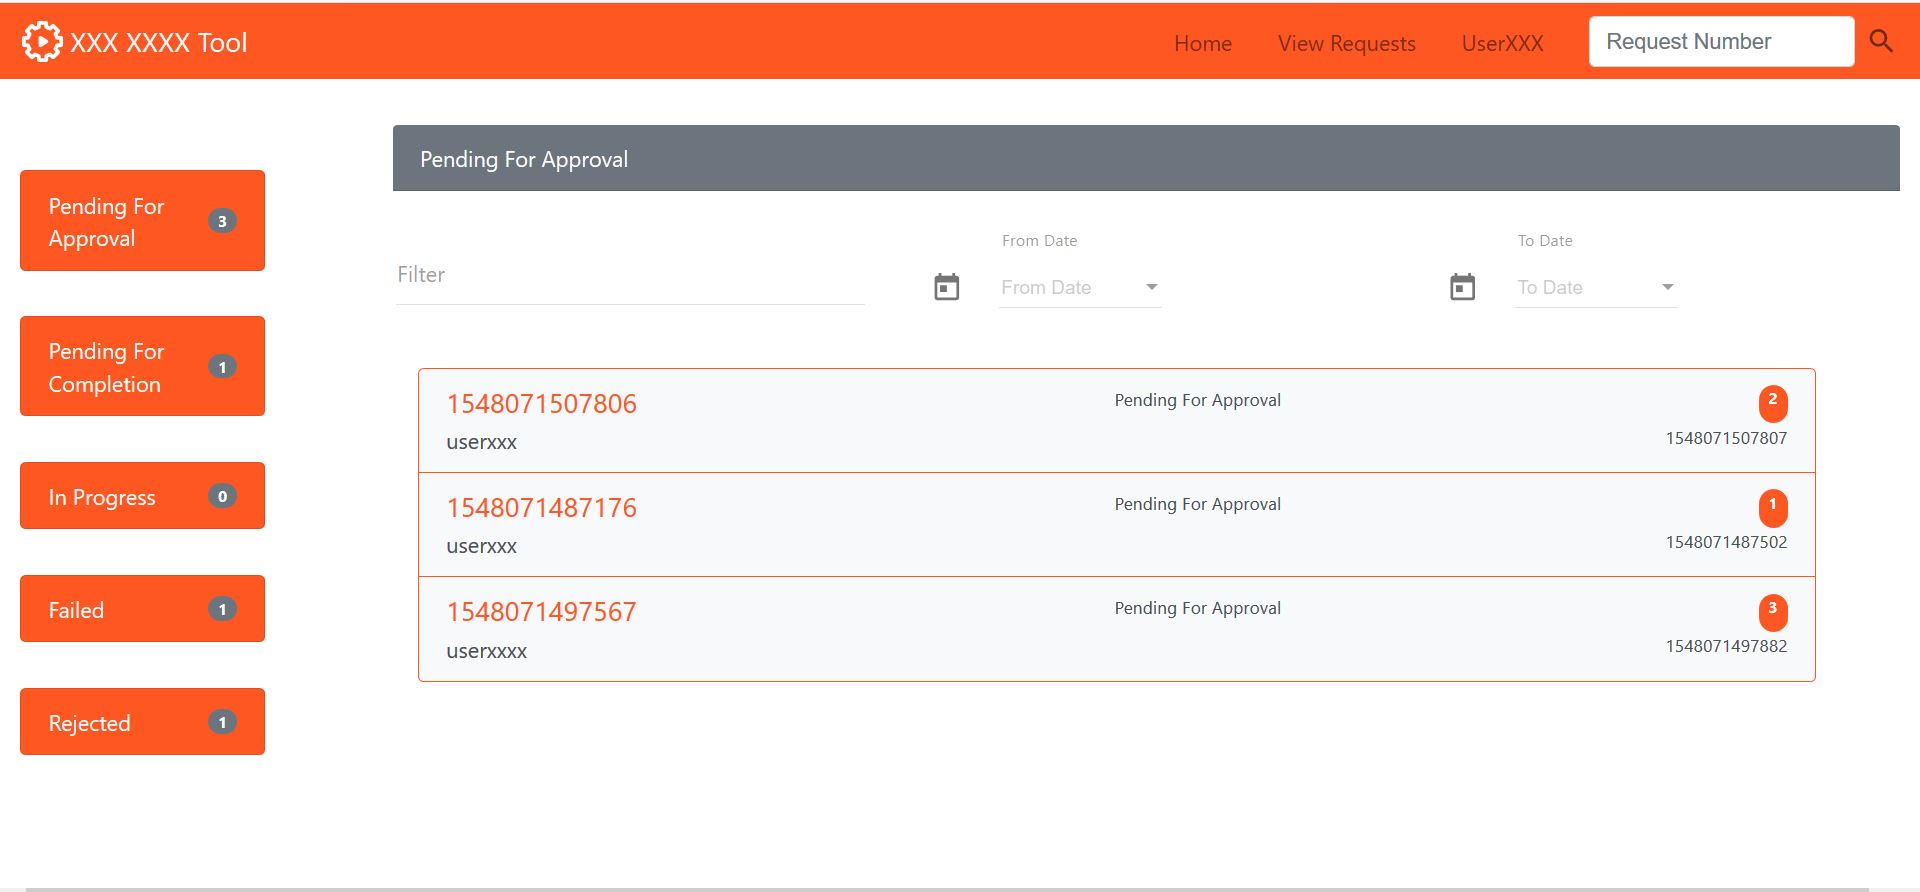 XXX XXXX Tool
Home
View Requests
UserXXX
Request Number
Pending For
Approval
3
Pending For
Completion
1
In Progress
0
Failed
1
Rejected
1
Pending For Approval
Filter
From Date
From Date
To Date
To Date
1548071507806
Pending For Approval
2
userxxx
1548071507807
1548071487176
Pending For Approval
1
userxxx
1548071487502
1548071497567
Pending For Approval
3
userxxxx
1548071497882